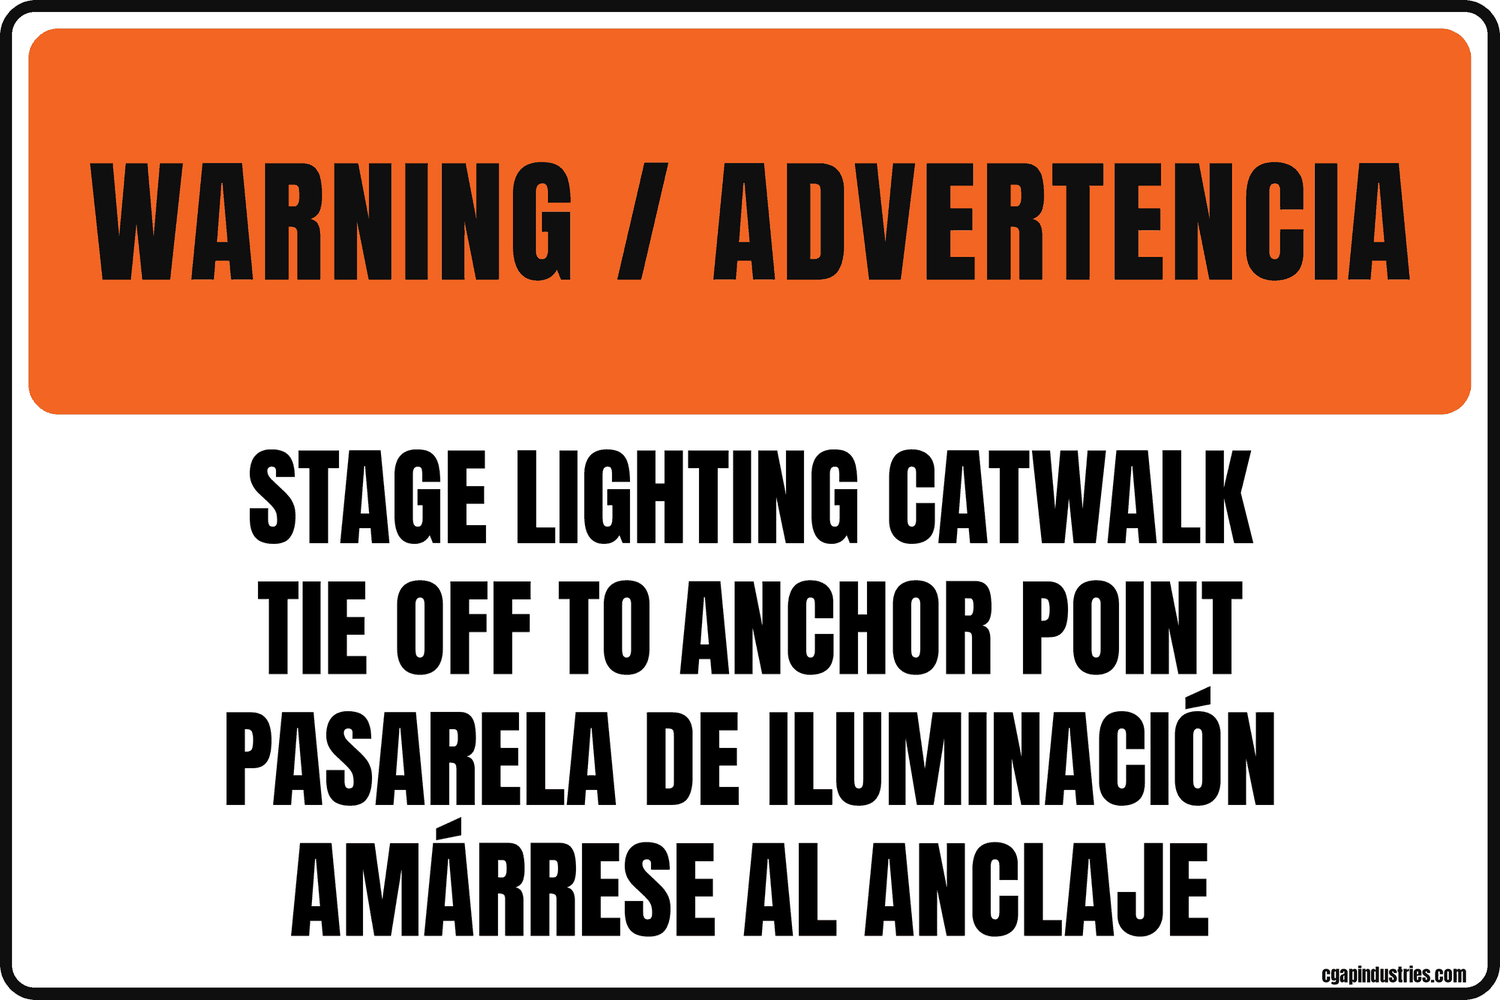 WARNING / ADVERTENCIA
STAGE LIGHTING CATWALK
TIE OFF TO ANCHOR POINT
PASARELA DE ILUMINACIÓN
AMÁRRESE AL ANCLAJE
cgapindustries.com